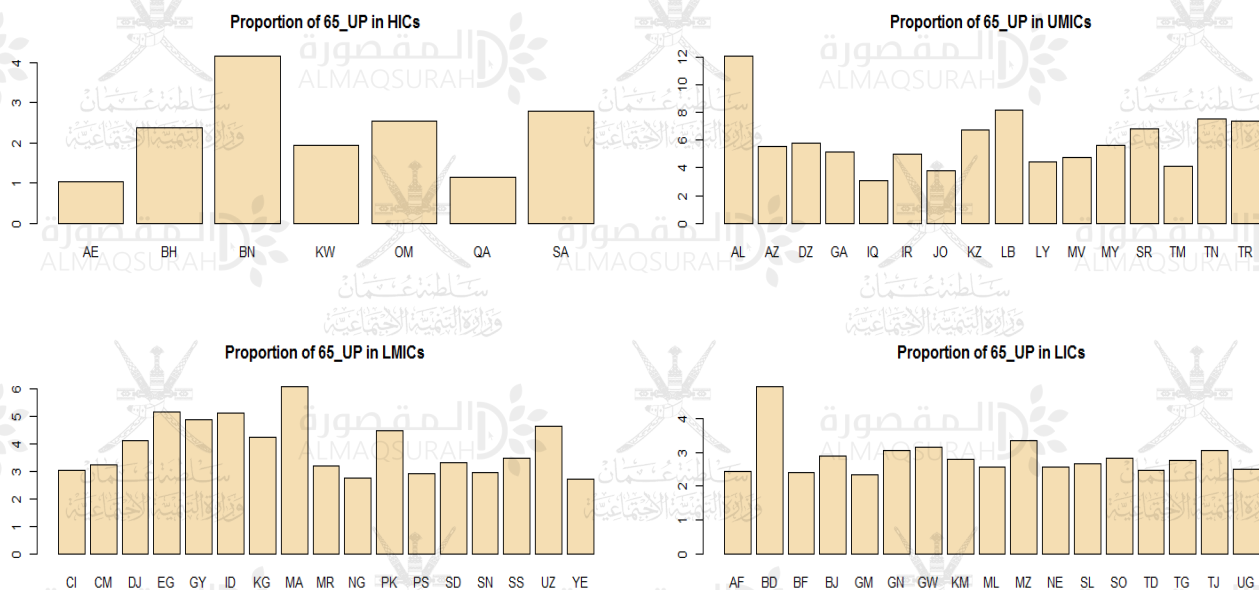 Proportion of 65_UP in HICs
4
3
2
1
0
AE BH BN KW OM QA SA
Proportion of 65_UP in UMICs
12
10
8
6
4
2
0
AL AZ DZ GA IQ IR JO KZ LB LY MV MY SR TM TN TR
Proportion of 65_UP in LMICs
6
5
4
3
2
1
0
CI CM DJ EG GY ID KG MA MR NG PK PS SD SN SS UZ YE
Proportion of 65_UP in LICs
4
3
2
1
0
AF BD BF BJ GM GN GW KM ML MZ NE SL SO TD TG TJ UG
المقصورة
ALMAQSURAH
سلطنة عمان
وزارة التنمية الاجتماعية